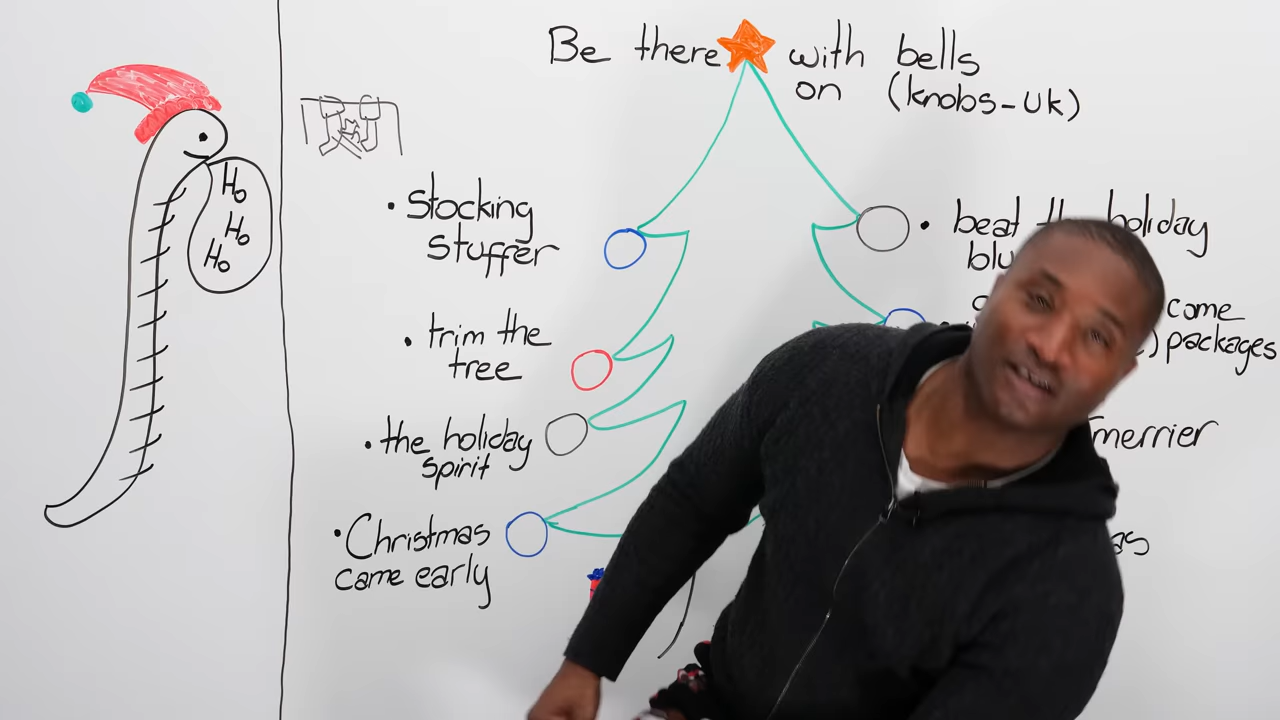 Be there with bells
on (knobs-uk)
Ho
Ho
Ho
• Stocking
stuffer
• trim the
tree
• the holiday
spirit
• Christmas
came early
• beat the holiday
come
packages
merrier